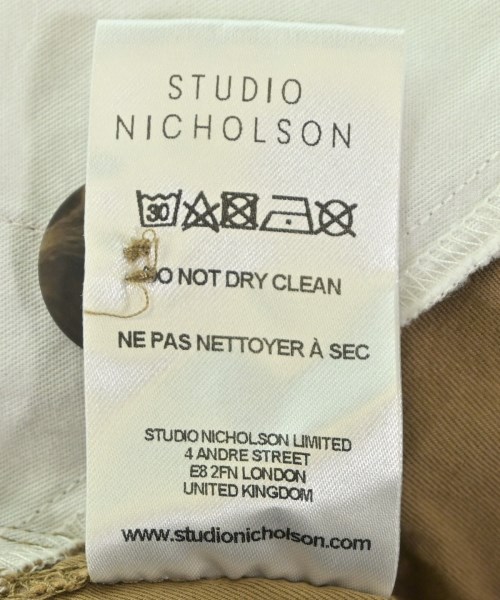 STUDIO
NICHOLSON
30
DO NOT DRY CLEAN
NE PAS NETTOYER À SEC
STUDIO NICHOLSON LIMITED
4 ANDRE STREET
E8 2FN LONDON
UNITED KINGDOM
www.studionicholson.com